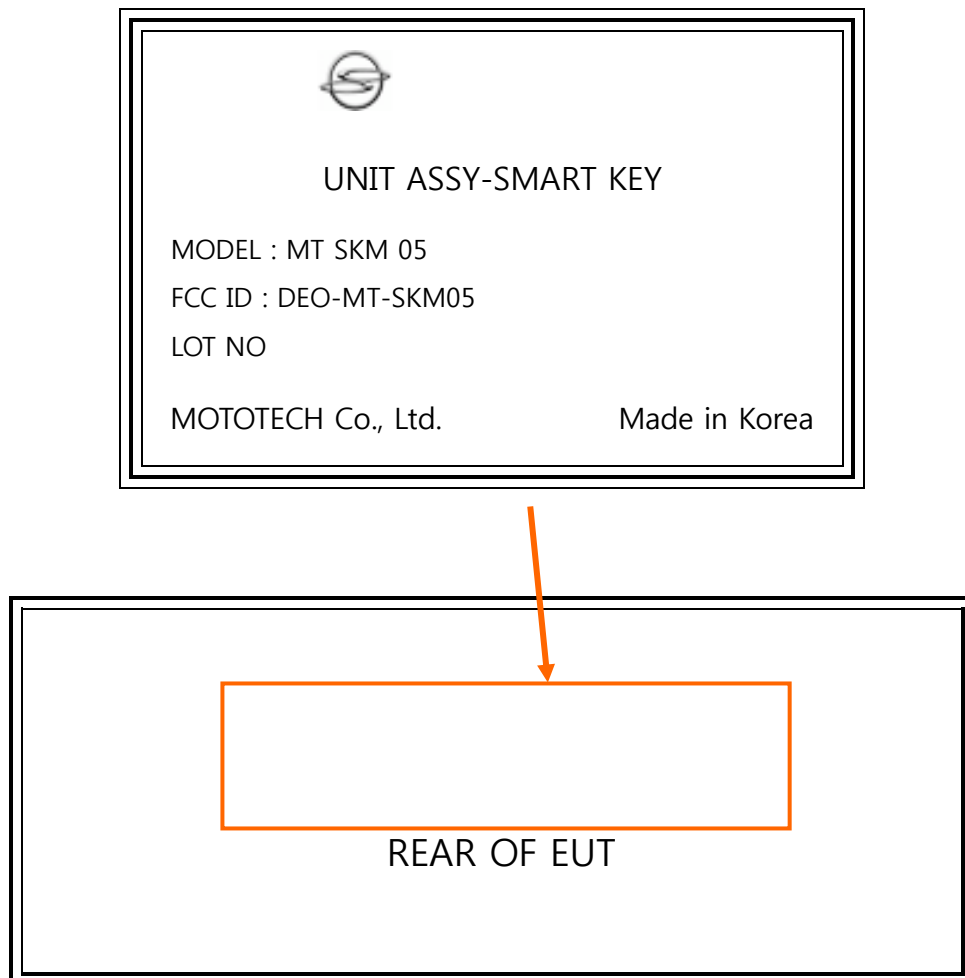 UNIT ASSY-SMART KEY
MODEL : MT SKM 05
FCC ID : DEO-MT-SKM05
LOT NO
MOTOTECH Co., Ltd. Made in Korea
REAR OF EUT